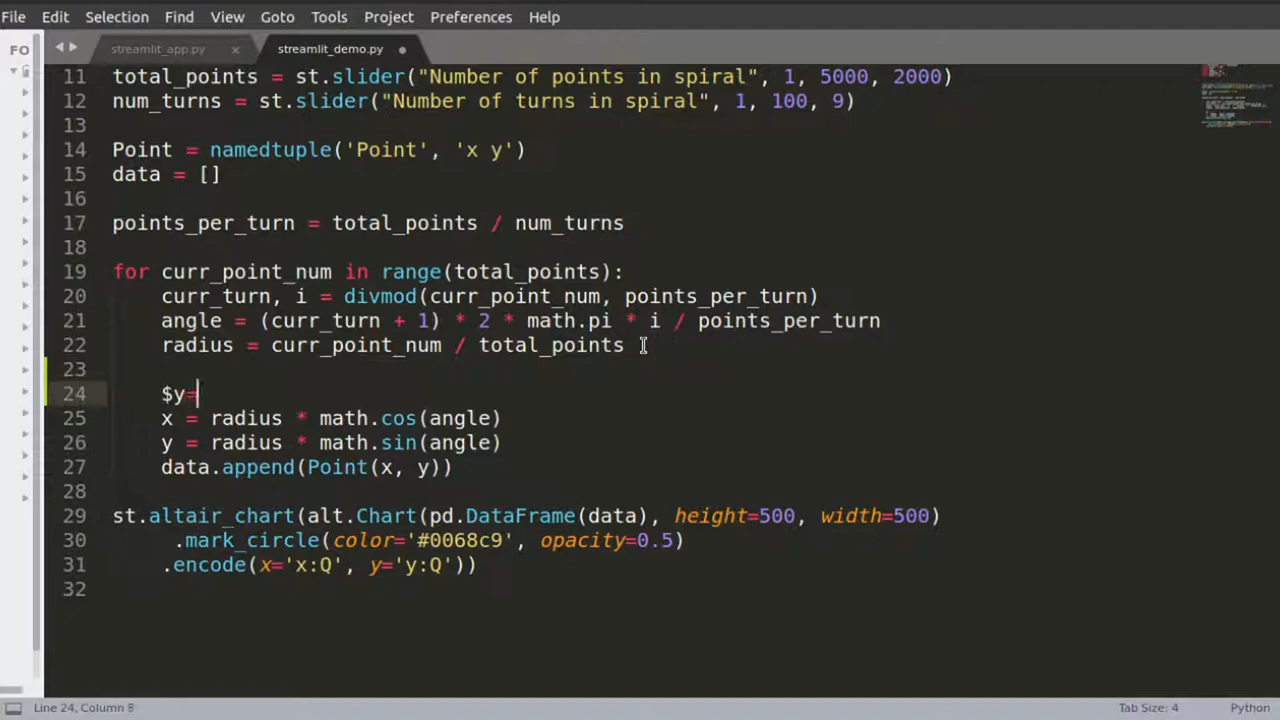 File Edit Selection Find View Goto Tools Project Preferences Help
FO
streamlit_app.py × streamlit_demo.py
11 total_points = st.slider("Number of points in spiral", 1, 5000, 2000)
12 num_turns = st.slider("Number of turns in spiral", 1, 100, 9)
13
14 Point = namedtuple('Point', 'x y')
15 data = []
16
17 points_per_turn = total_points / num_turns
18
19 for curr_point_num in range(total_points):
20     curr_turn, i = divmod(curr_point_num, points_per_turn)
21     angle = (curr_turn + 1) * 2 * math.pi * i / points_per_turn
22     radius = curr_point_num / total_points
23
24     $y=
25     x = radius * math.cos(angle)
26     y = radius * math.sin(angle)
27     data.append(Point(x, y))
28
29 st.altair_chart(alt.Chart(pd.DataFrame(data), height=500, width=500)
30      .mark_circle(color='#0068c9', opacity=0.5)
31     .encode(x='x:Q', y='y:Q'))
32
Line 24, Column 8 Tab Size: 4 Python